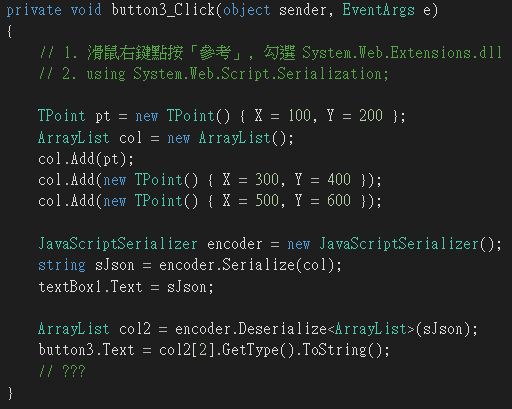 private void button3_Click(object sender, EventArgs e)
{
// 1. 滑鼠右鍵點按「參考」, 勾選 System.Web.Extensions.dll
// 2. using System.Web.Script.Serialization;
TPoint pt = new TPoint() { X = 100, Y = 200 };
ArrayList col = new ArrayList();
col.Add(pt);
col.Add(new TPoint() { X = 300, Y = 400 });
col.Add(new TPoint() { X = 500, Y = 600 });
JavaScriptSerializer encoder = new JavaScriptSerializer();
string sJson = encoder.Serialize(col);
textBox1.Text = sJson;
ArrayList col2 = encoder.Deserialize<ArrayList>(sJson);
button3.Text = col2[2].GetType().ToString();
// ???
}